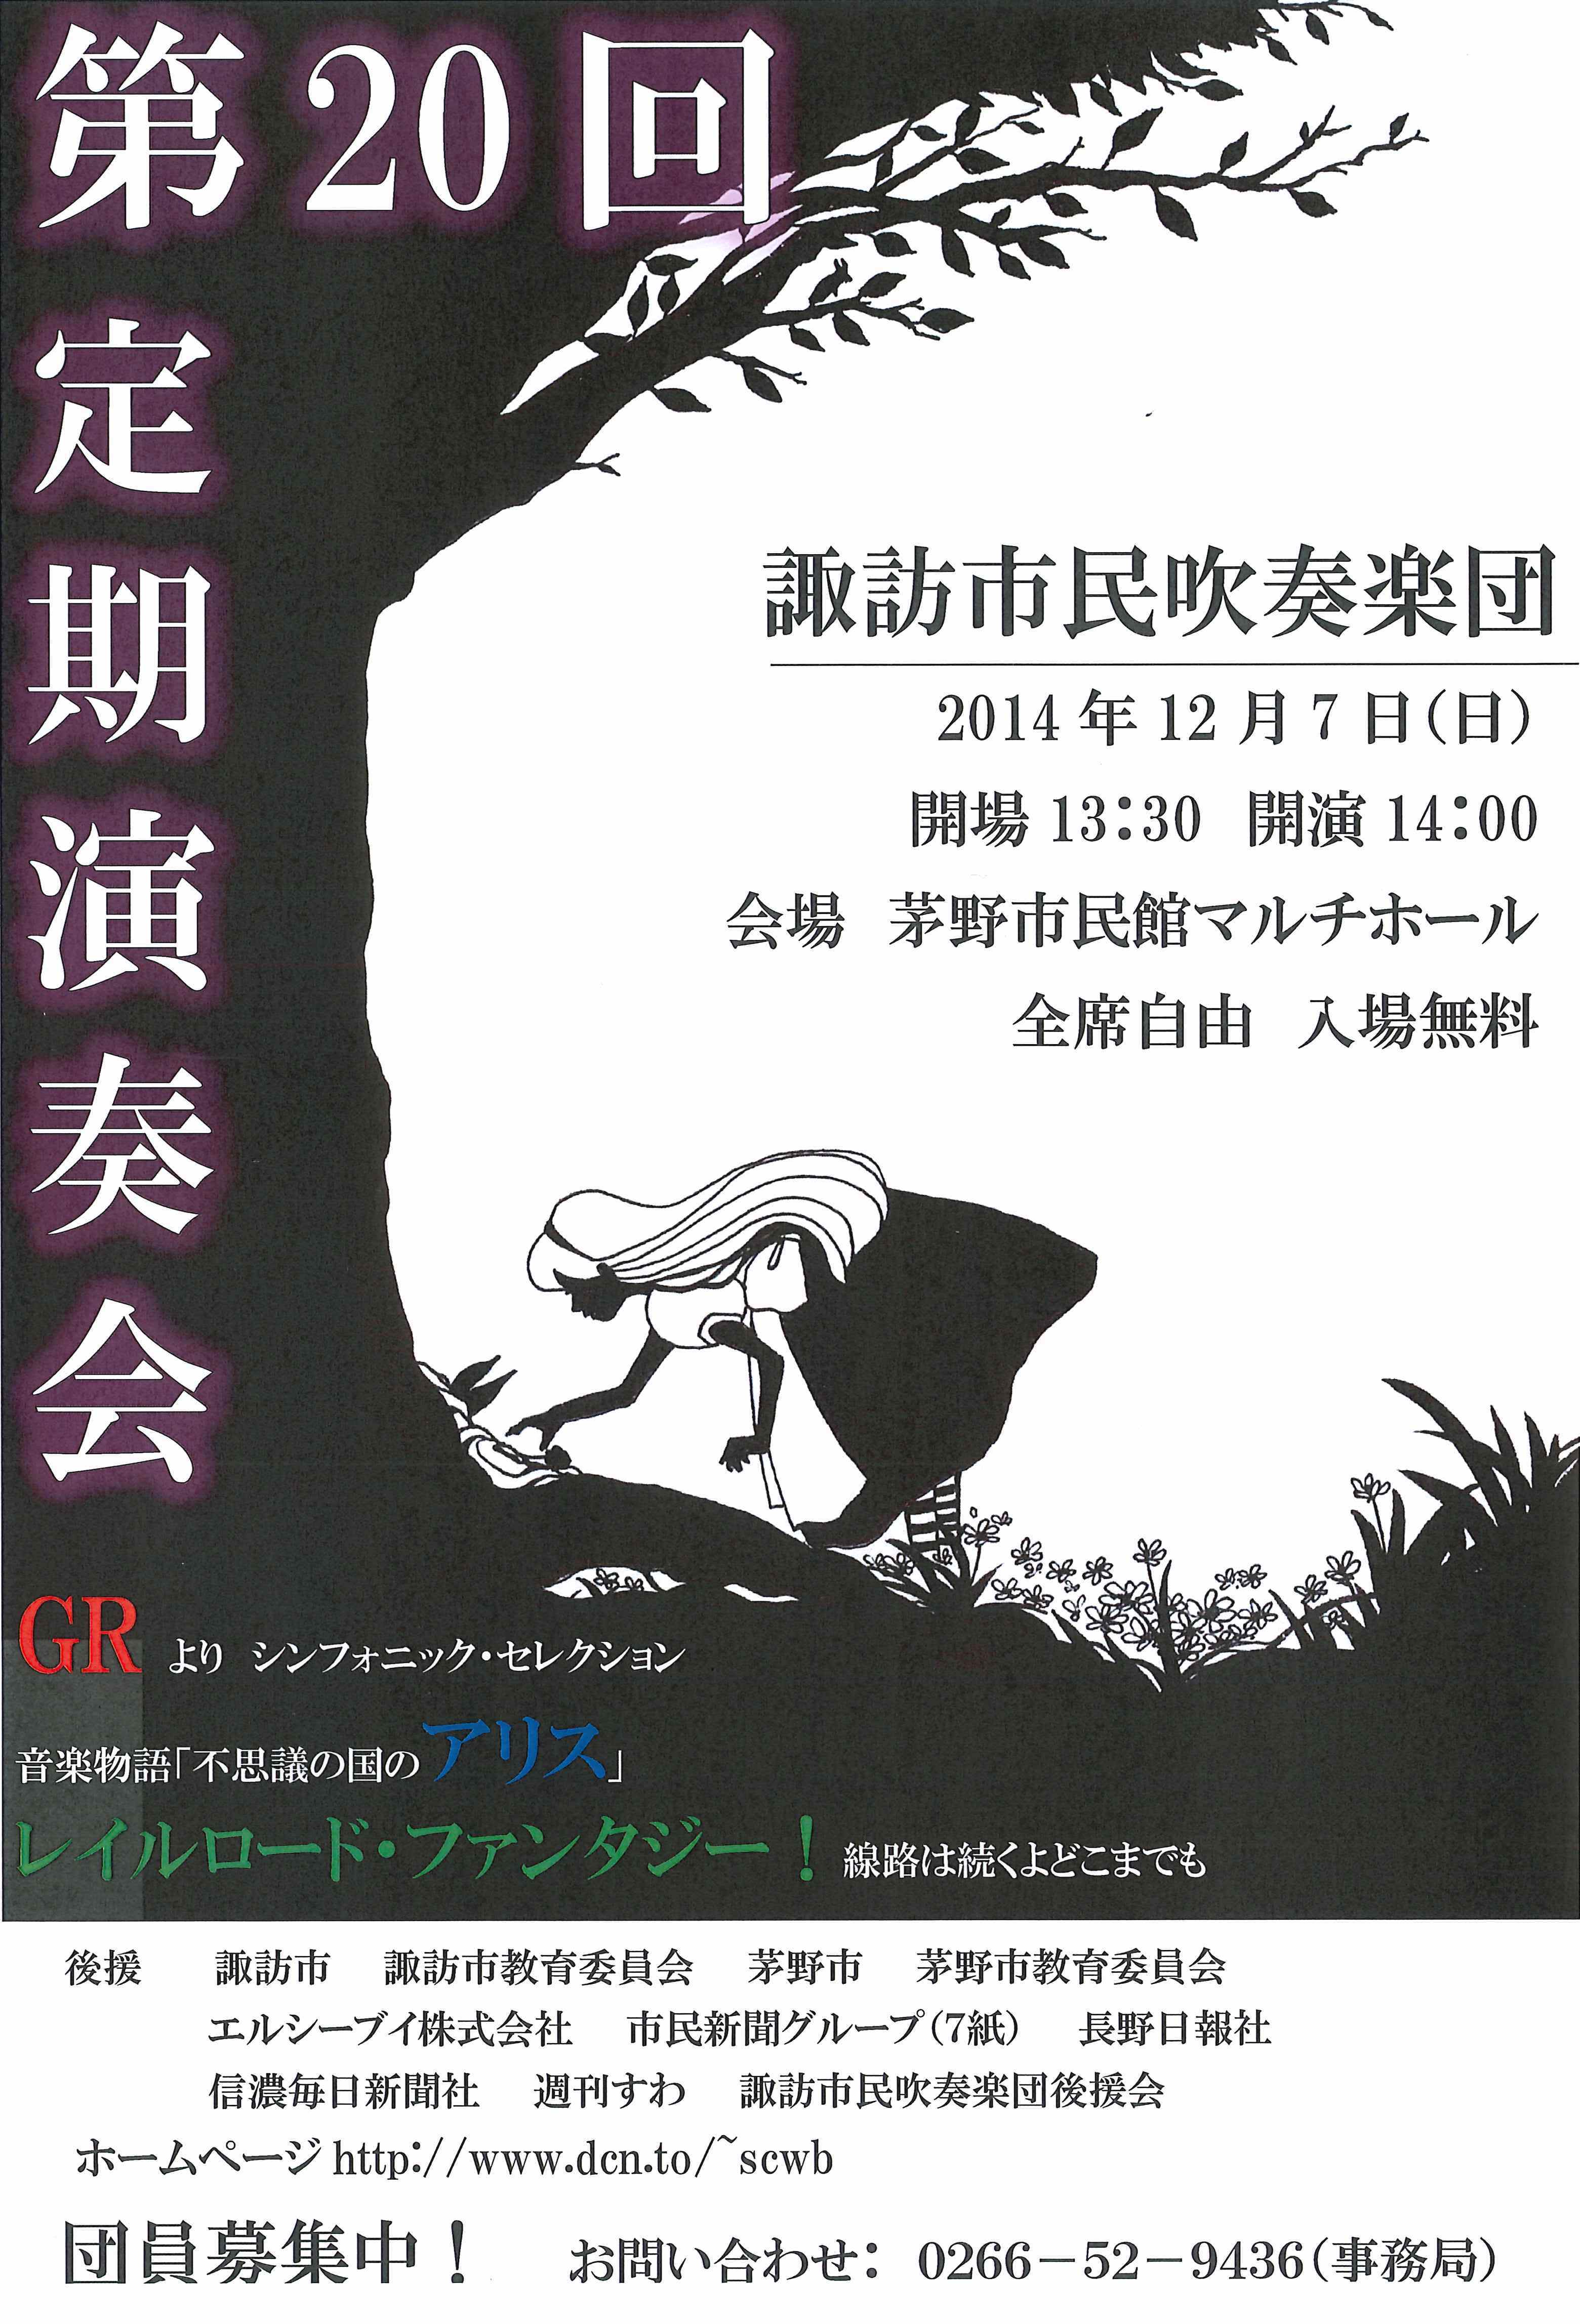 第20回
定期演奏会
諏訪市民吹奏楽団
2014年12月7日(日)
開場 13:30 開演 14:00
会場 茅野市民館マルチホール
全席自由 入場無料
GR より シンフォニック・セレクション
音楽物語「不思議の国のアリス」
レイルロード・ファンタジー! 線路は続くよどこまでも
後援 諏訪市 諏訪市教育委員会 茅野市 茅野市教育委員会
エルシーブイ株式会社 市民新聞グループ(7紙) 長野日報社
信濃毎日新聞社 週刊すわ 諏訪市民吹奏楽団後援会
ホームページ http://www.dcn.to/~scwb
団員募集中! お問い合わせ: 0266-52-9436(事務局)